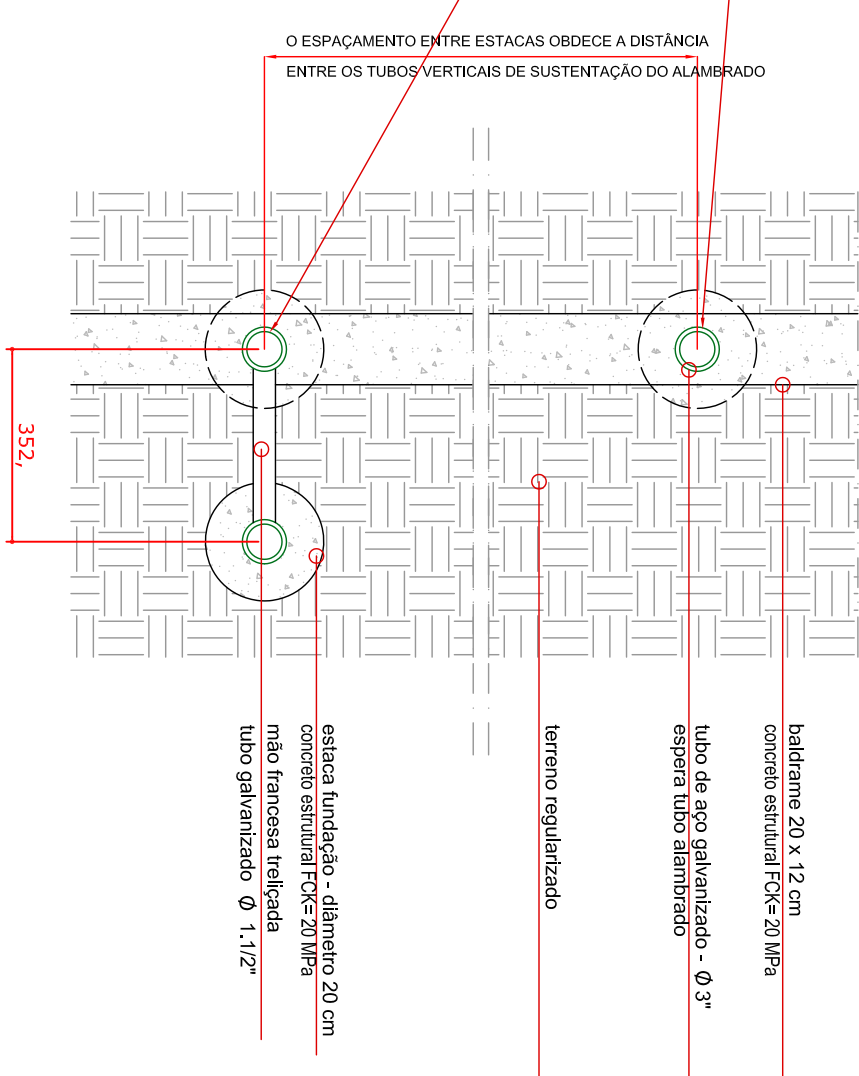 O ESPAÇAMENTO ENTRE ESTACAS OBDECE A DISTÂNCIA
ENTRE OS TUBOS VERTICAIS DE SUSTENTAÇÃO DO ALAMBRADO
352,
baldrame 20 x 12 cm
concreto estrutural FCK= 20 MPa
tubo de aço galvanizado - Ø 3"
espera tubo alambrado
terreno regularizado
estaca fundação - diâmetro 20 cm
concreto estrutural FCK= 20 MPa
mão francesa treliçada
tubo galvanizado Ø 1.1/2"